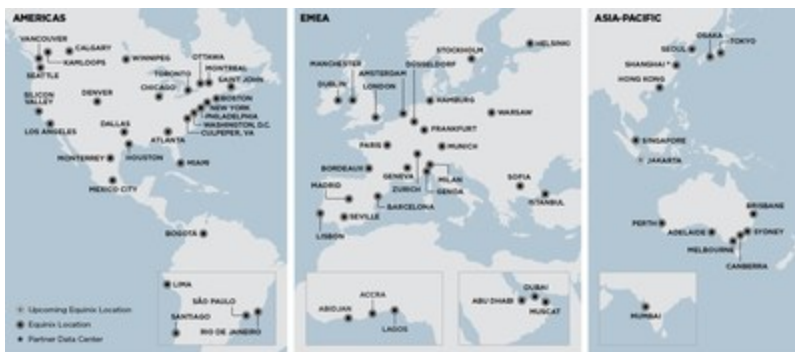 AMERICAS
VANCOUVER
CALGARY
KAMLOOPS
SEATTLE
WINNIPEG
OTTAWA
MONTREAL
TORONTO
SAINT JOHN
CHICAGO
BOSTON
NEW YORK
PHILADELPHIA
WASHINGTON, D.C.
CULPEPER, VA
SILICON
VALLEY
DENVER
LOS ANGELES
DALLAS
ATLANTA
MONTERREY
HOUSTON
MIAMI
MEXICO CITY
BOGOTÁ
LIMA
SÃO PAULO
SANTIAGO
RIO DE JANEIRO
Upcoming Equinix Location
Equinix Location
Partner Data Center
EMEA
STOCKHOLM
HELSINKI
MANCHESTER
AMSTERDAM
DÜSSELDORF
DUBLIN
LONDON
HAMBURG
WARSAW
FRANKFURT
PARIS
MUNICH
BORDEAUX
GENEVA
MILAN
ZURICH
GENOA
MADRID
BARCELONA
SEVILLE
LISBON
SOFIA
ISTANBUL
ACCRA
ABIDJAN
LAGOS
DUBAI
ABU DHABI
MUSCAT
ASIA-PACIFIC
OSAKA
TOKYO
SEOUL
SHANGHAI *
HONG KONG
SINGAPORE
JAKARTA
BRISBANE
PERTH
ADELAIDE
SYDNEY
MELBOURNE
CANBERRA
MUMBAI